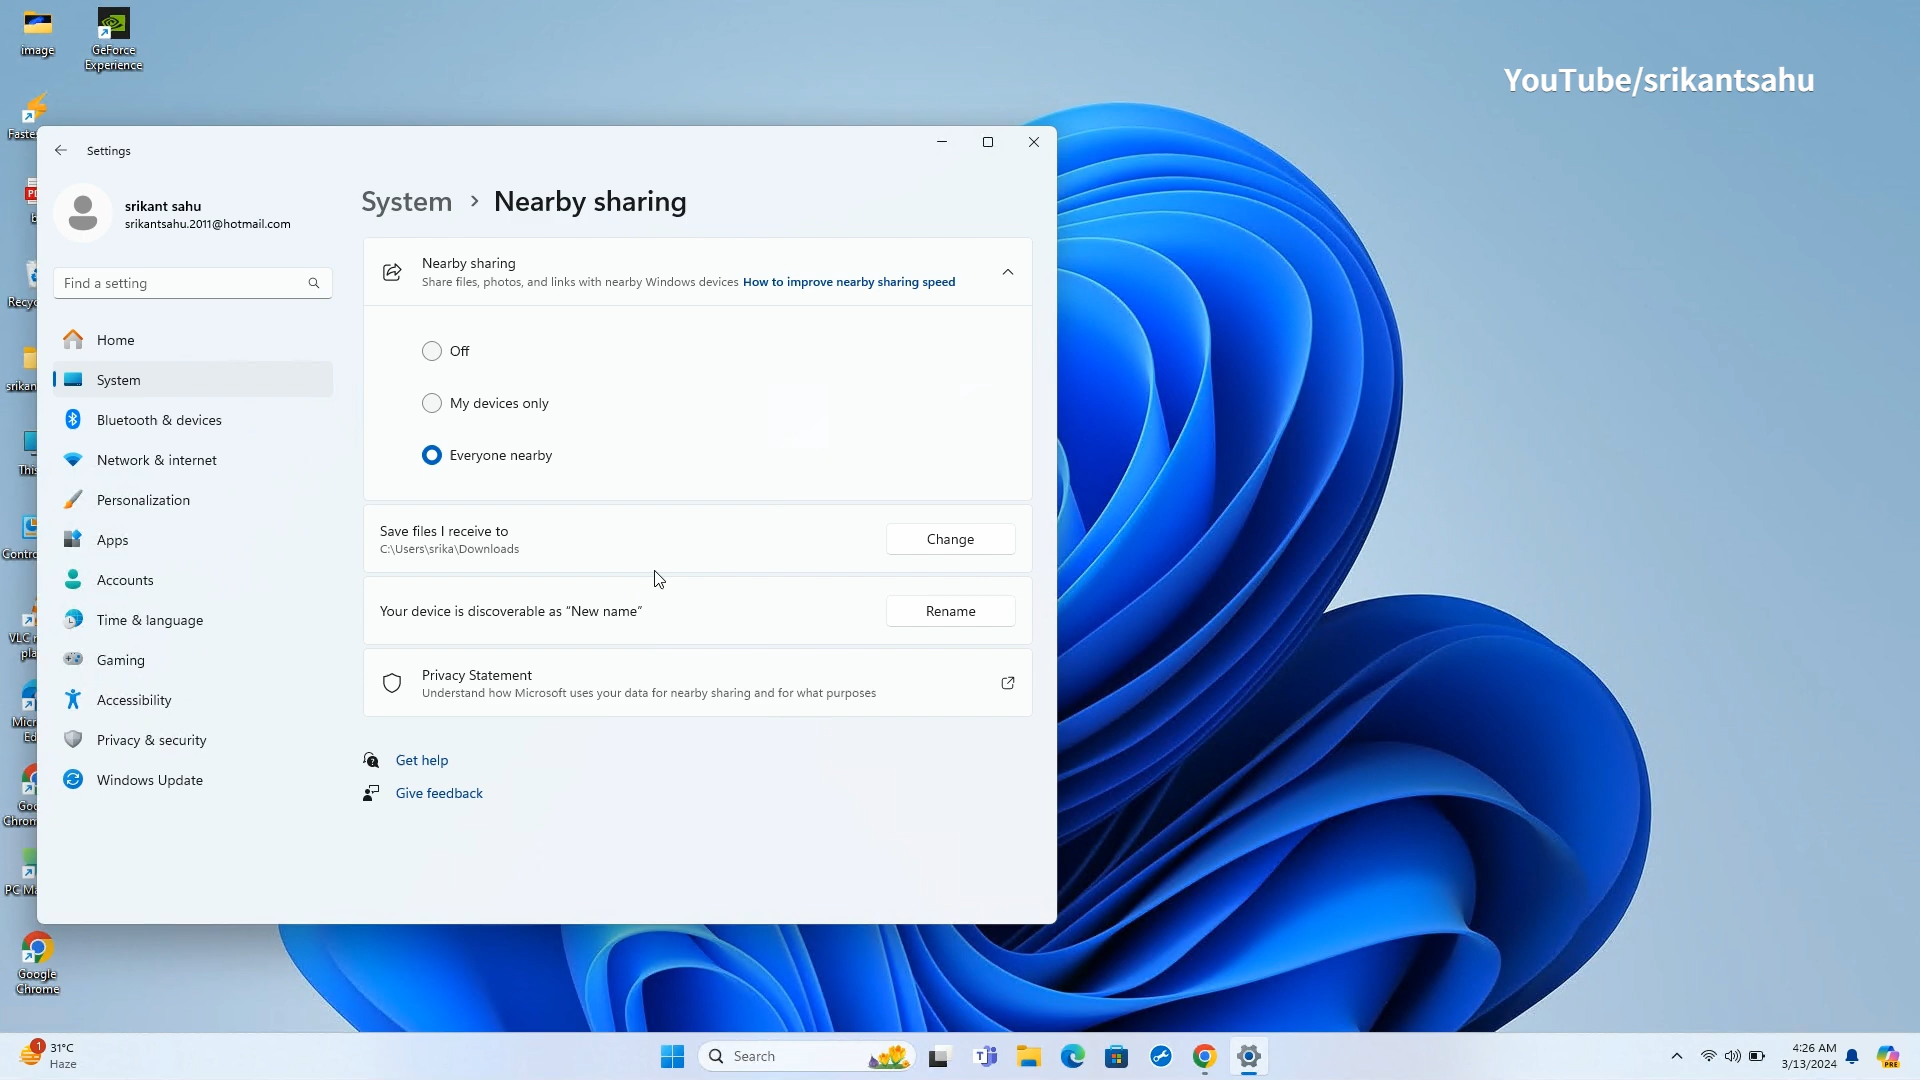 image
GeForce
Experience
YouTube/srikantsahu
Settings
srikant sahu
srikantsahu.2011@hotmail.com
Find a setting
Home
System
Bluetooth & devices
Network & internet
Personalization
Apps
Accounts
Time & language
Gaming
Accessibility
Privacy & security
Windows Update
System > Nearby sharing
Nearby sharing
Share files, photos, and links with nearby Windows devices How to improve nearby sharing speed
Off
My devices only
Everyone nearby
Save files I receive to
C:\Users\srika\Downloads
Change
Your device is discoverable as “New name”
Rename
Privacy Statement
Understand how Microsoft uses your data for nearby sharing and for what purposes
Get help
Give feedback
Google
Chrome
1
31°C
Haze
Search
4:26 AM
3/13/2024
PRE